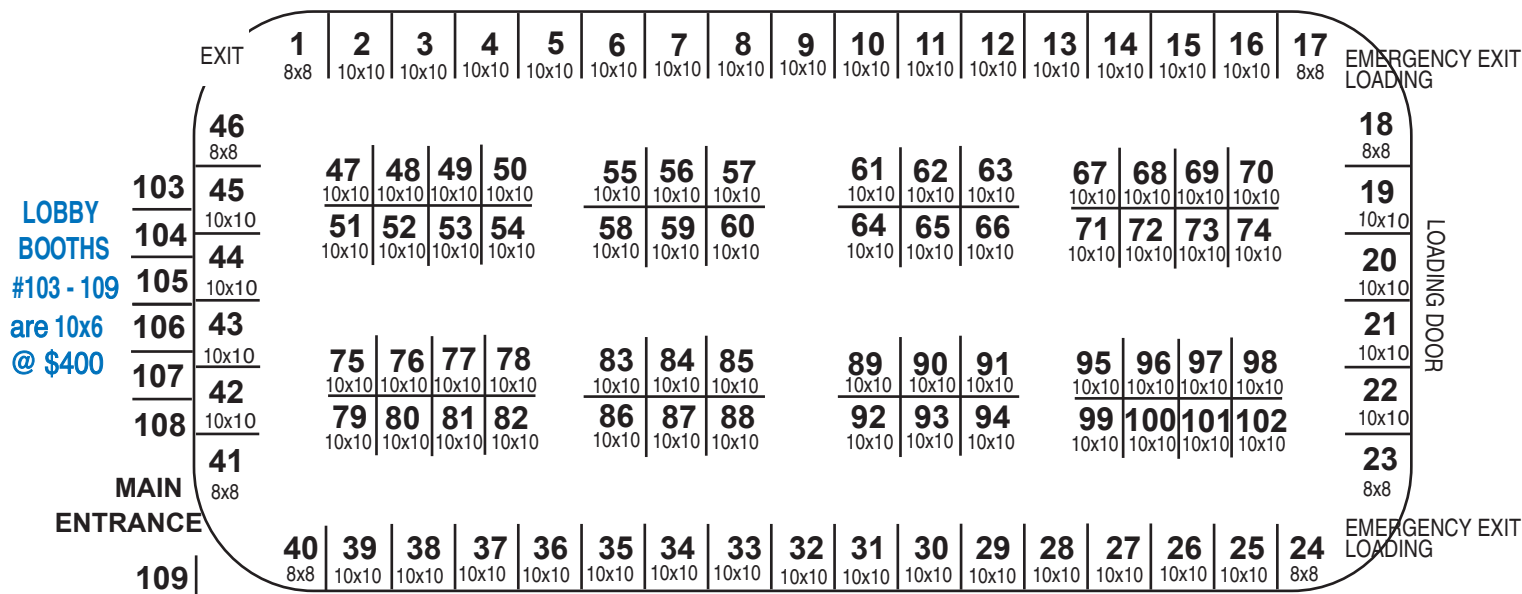 EXIT
1 2 3 4 5 6 7 8 9 10 11 12 13 14 15 16 17
8x8 10x10 10x10 10x10 10x10 10x10 10x10 10x10 10x10 10x10 10x10 10x10 10x10 10x10 10x10 10x10 8x8
EMERGENCY EXIT
LOADING
46
8x8
45
10x10
44
10x10
43
10x10
42
10x10
41
8x8
103
104
105
106
107
108
LOBBY
BOOTHS
#103 - 109
are 10x6
@ $400
MAIN
ENTRANCE
109
47 48 49 50
10x10 10x10 10x10 10x10
51 52 53 54
10x10 10x10 10x10 10x10
55 56 57
10x10 10x10 10x10
58 59 60
10x10 10x10 10x10
61 62 63
10x10 10x10 10x10
64 65 66
10x10 10x10 10x10
67 68 69 70
10x10 10x10 10x10 10x10
71 72 73 74
10x10 10x10 10x10 10x10
75 76 77 78
10x10 10x10 10x10 10x10
79 80 81 82
10x10 10x10 10x10 10x10
83 84 85
10x10 10x10 10x10
86 87 88
10x10 10x10 10x10
89 90 91
10x10 10x10 10x10
92 93 94
10x10 10x10 10x10
95 96 97 98
10x10 10x10 10x10 10x10
99 100 101 102
10x10 10x10 10x10 10x10
18
8x8
19
10x10
20
10x10
21
10x10
22
10x10
23
8x8
LOADING DOOR
EMERGENCY EXIT
LOADING
40 39 38 37 36 35 34 33 32 31 30 29 28 27 26 25 24
8x8 10x10 10x10 10x10 10x10 10x10 10x10 10x10 10x10 10x10 10x10 10x10 10x10 10x10 10x10 10x10 8x8